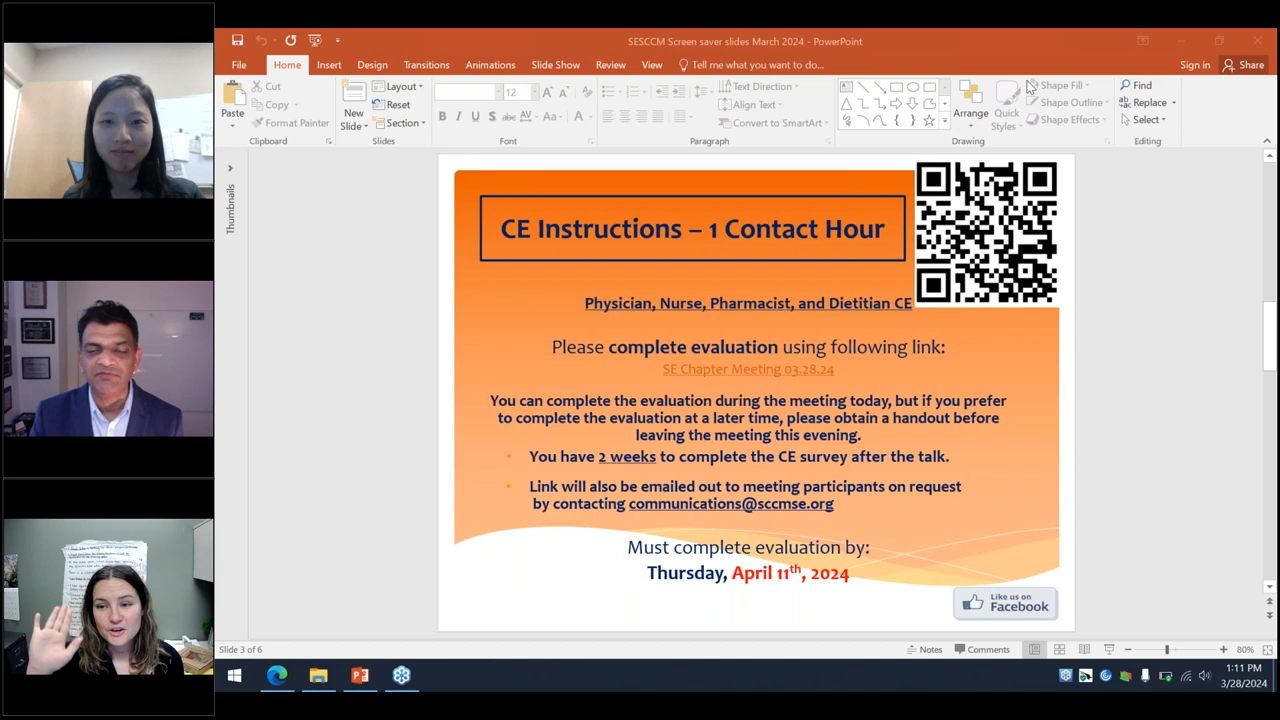 SESCCM Screen saver slides March 2024 - PowerPoint
File Home Insert Design Transitions Animations Slide Show Review View Tell me what you want to do... Sign in Share
Paste
Cut
Copy
Format Painter
Clipboard
New
Slide
Layout
Reset
Section
Slides
12
B I U S abc AV Aa A
Font
Text Direction
Align Text
Convert to SmartArt
Paragraph
Arrange
Quick
Styles
Shape Fill
Shape Outline
Shape Effects
Drawing
Find
Replace
Select
Editing
Thumbnails
CE Instructions – 1 Contact Hour
Physician, Nurse, Pharmacist, and Dietitian CE
Please complete evaluation using following link:
SE Chapter Meeting 03.28.24
You can complete the evaluation during the meeting today, but if you prefer
to complete the evaluation at a later time, please obtain a handout before
leaving the meeting this evening.
You have 2 weeks to complete the CE survey after the talk.
Link will also be emailed out to meeting participants on request
by contacting communications@sccmse.org
Must complete evaluation by:
Thursday, April 11th, 2024
Like us on
Facebook
Slide 3 of 6
Notes Comments 80%
1:11 PM
3/28/2024